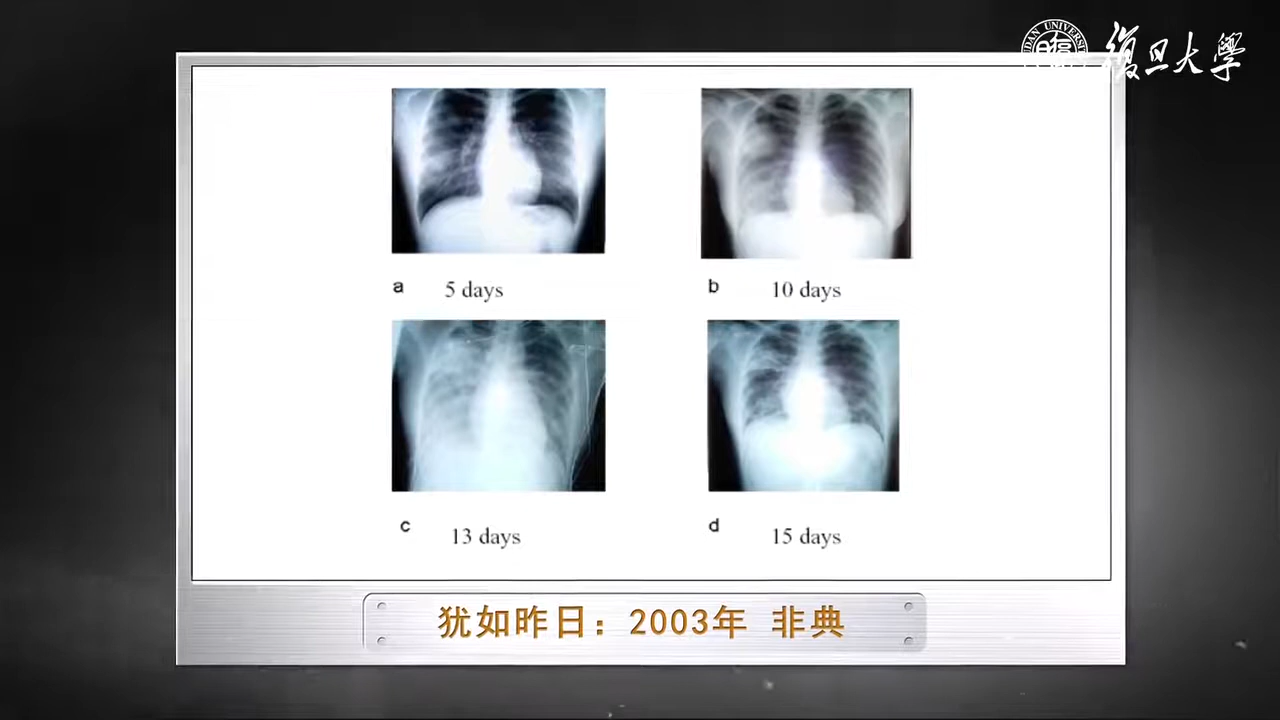 復旦大學
a 5 days
b 10 days
c 13 days
d 15 days
犹如昨日：2003年 非典